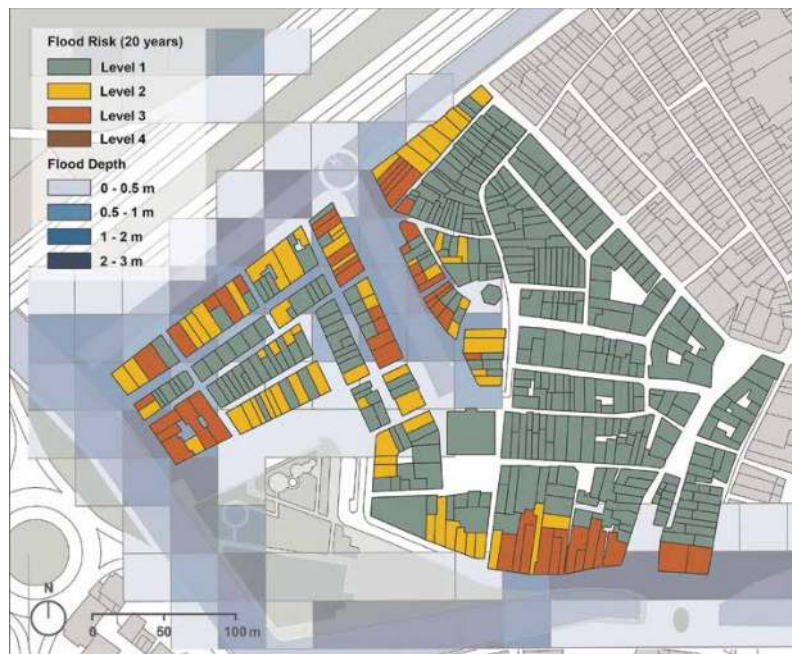 Flood Risk (20 years)
Level 1
Level 2
Level 3
Level 4
Flood Depth
0 - 0.5 m
0.5 - 1 m
1 - 2 m
2 - 3 m
N
0 50 100 m